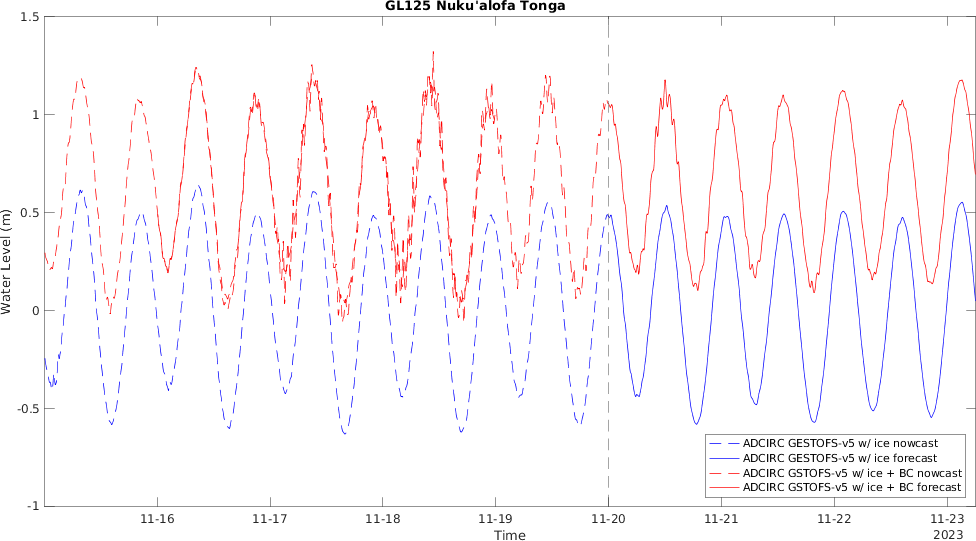 GL125 Nuku'alofa Tonga
1.5
1
0.5
0
-0.5
-1
Water Level (m)
11-16 11-17 11-18 11-19 11-20 11-21 11-22 11-23
Time
2023
ADCIRC GESTOFS-v5 w/ ice nowcast
ADCIRC GESTOFS-v5 w/ ice forecast
ADCIRC GSTOFS-v5 w/ ice + BC nowcast
ADCIRC GSTOFS-v5 w/ ice + BC forecast